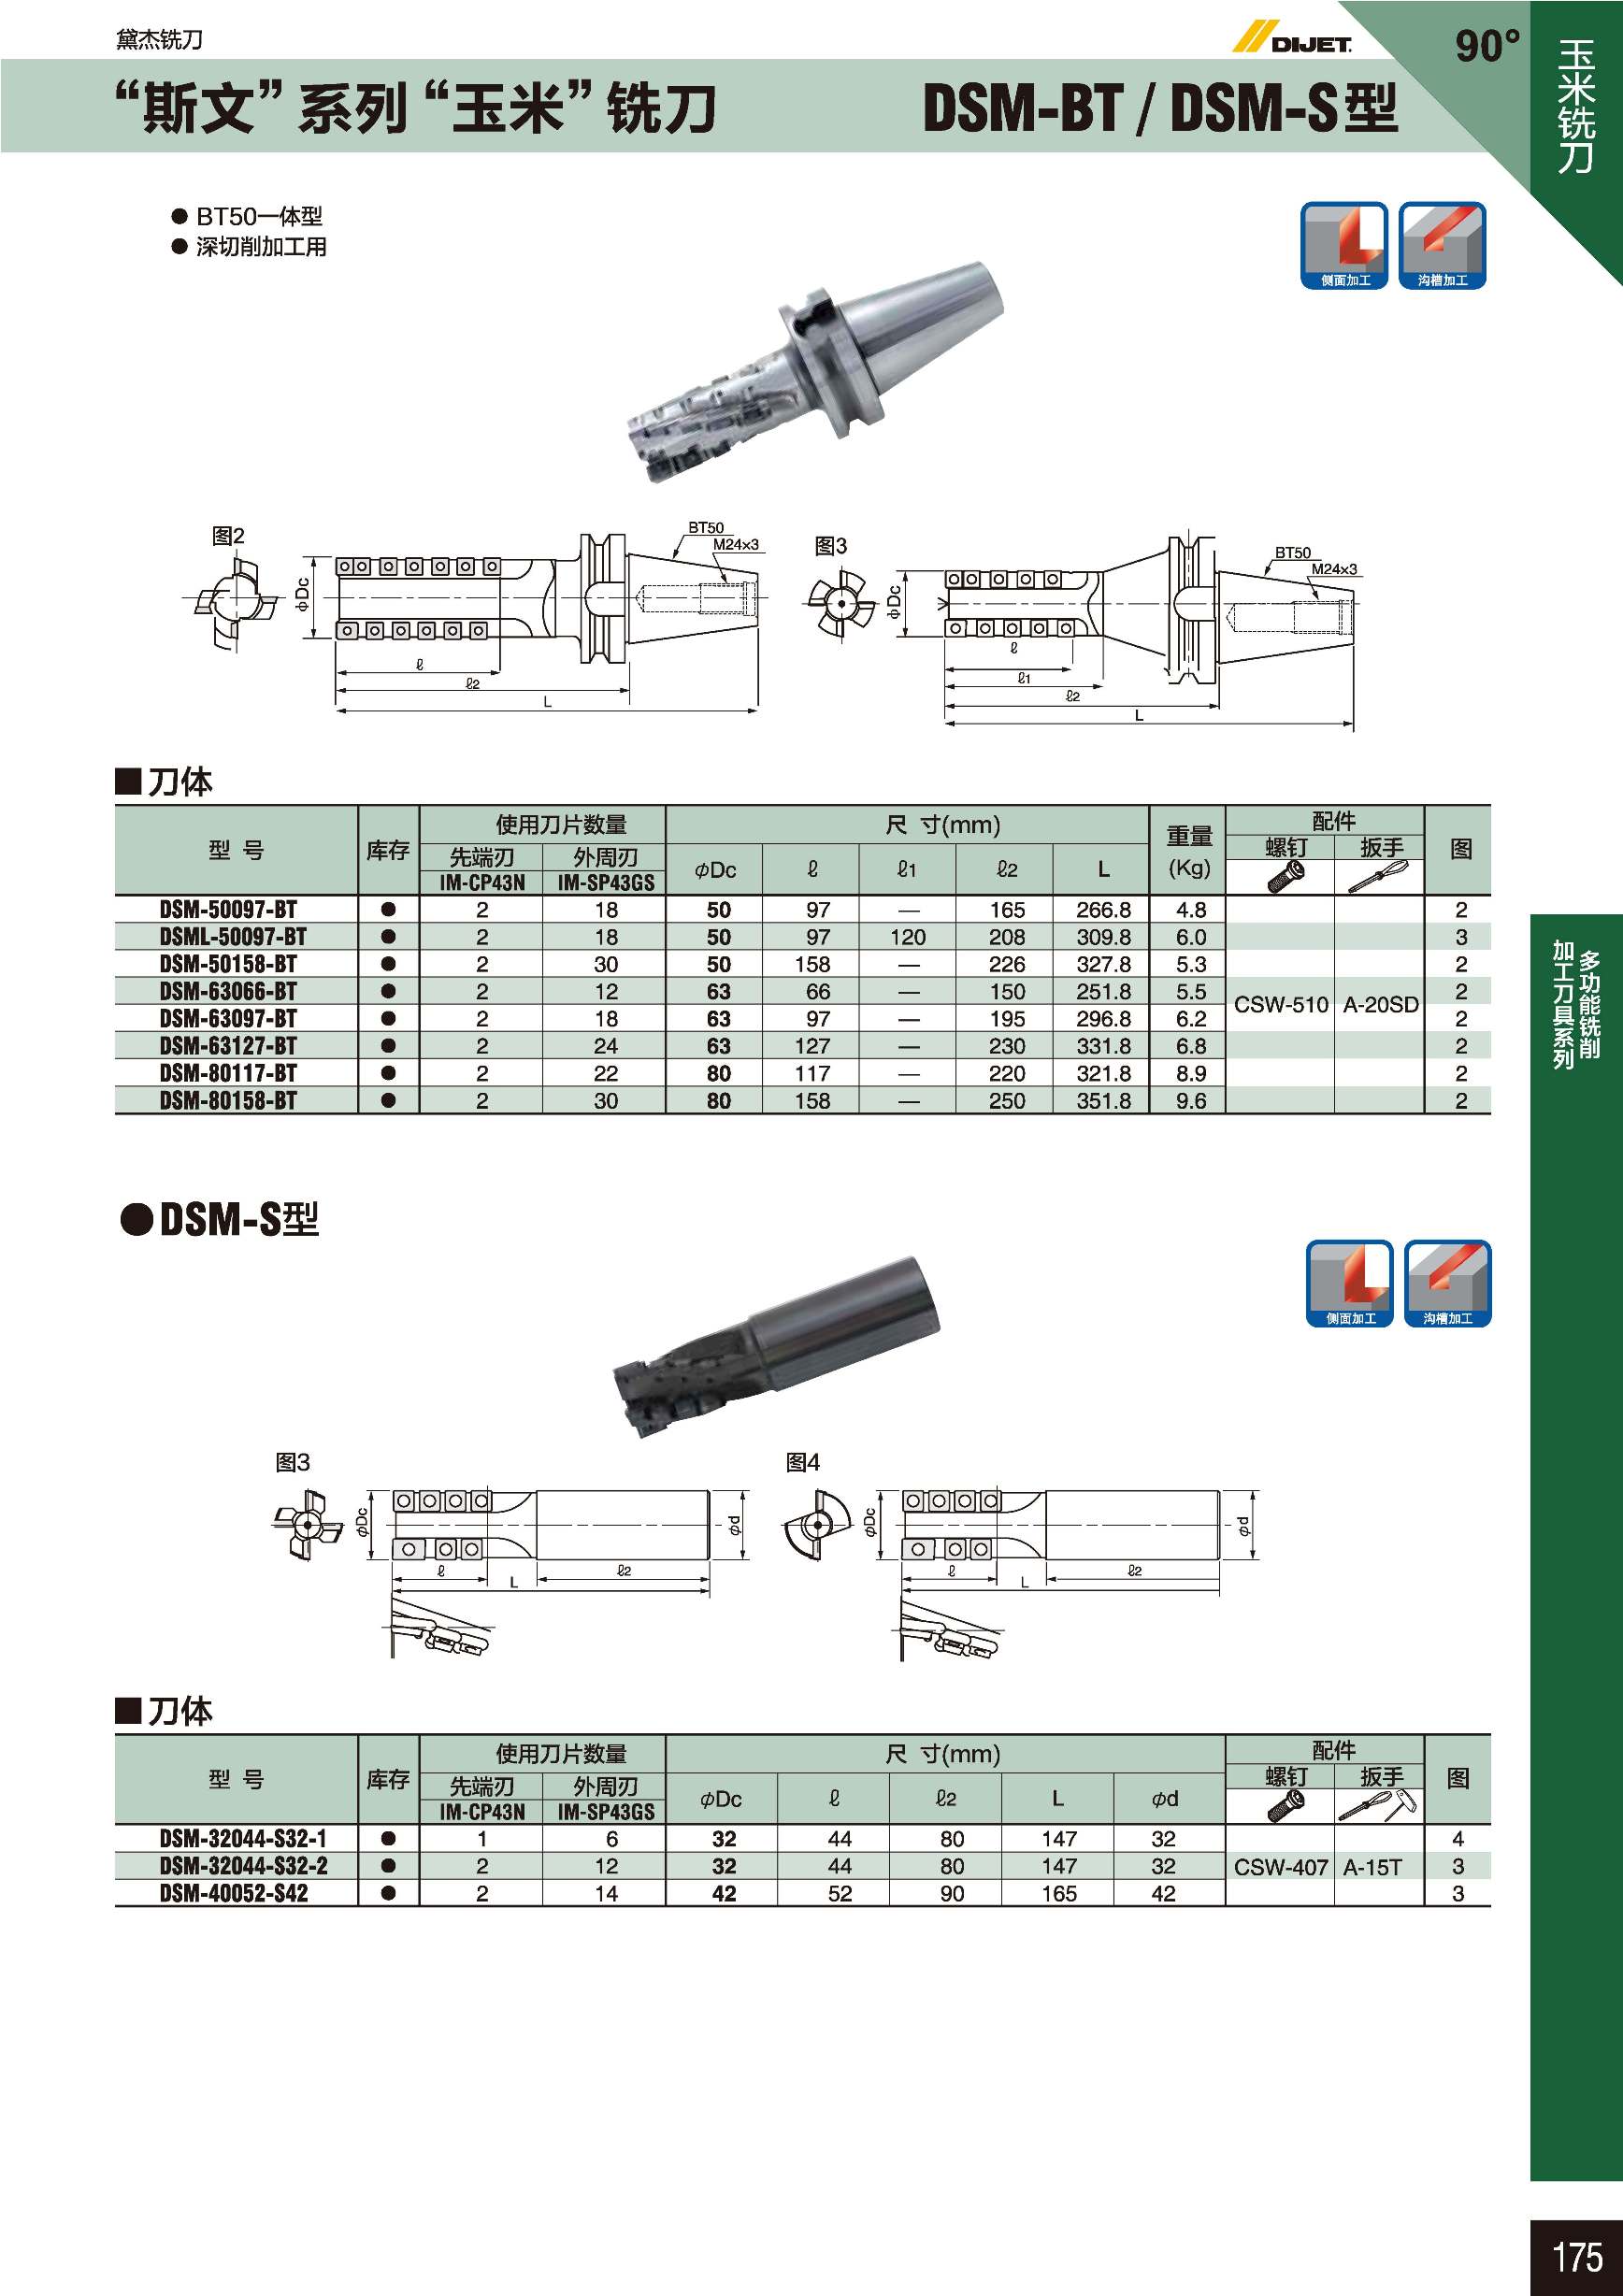 黛杰铣刀
DIJET
90°
玉米铣刀
“斯文”系列“玉米”铣刀
DSM-BT / DSM-S型
● BT50一体型
● 深切削加工用
侧面加工
沟槽加工
图2
BT50
M24×3
φDc
ℓ
ℓ2
L
图3
BT50
M24×3
φDc
ℓ
ℓ1
ℓ2
L
■刀体
型 号 库存 使用刀片数量 尺 寸(mm) 重量(Kg) 配件 图
先端刃 外周刃 φDc ℓ ℓ1 ℓ2 L 螺钉 扳手
IM-CP43N IM-SP43GS
DSM-50097-BT ● 2 18 50 97 — 165 266.8 4.8 2
DSML-50097-BT ● 2 18 50 97 120 208 309.8 6.0 3
DSM-50158-BT ● 2 30 50 158 — 226 327.8 5.3 2
DSM-63066-BT ● 2 12 63 66 — 150 251.8 5.5 2
CSW-510 A-20SD
DSM-63097-BT ● 2 18 63 97 — 195 296.8 6.2 2
DSM-63127-BT ● 2 24 63 127 — 230 331.8 6.8 2
DSM-80117-BT ● 2 22 80 117 — 220 321.8 8.9 2
DSM-80158-BT ● 2 30 80 158 — 250 351.8 9.6 2
多功能铣削
加工刀具系列
●DSM-S型
侧面加工
沟槽加工
图3
φDc
φd
ℓ
ℓ2
L
图4
φDc
φd
ℓ
ℓ2
L
■刀体
型 号 库存 使用刀片数量 尺 寸(mm) 配件 图
先端刃 外周刃 φDc ℓ ℓ2 L φd 螺钉 扳手
IM-CP43N IM-SP43GS
DSM-32044-S32-1 ● 1 6 32 44 80 147 32 4
DSM-32044-S32-2 ● 2 12 32 44 80 147 32 CSW-407 A-15T 3
DSM-40052-S42 ● 2 14 42 52 90 165 42 3
175